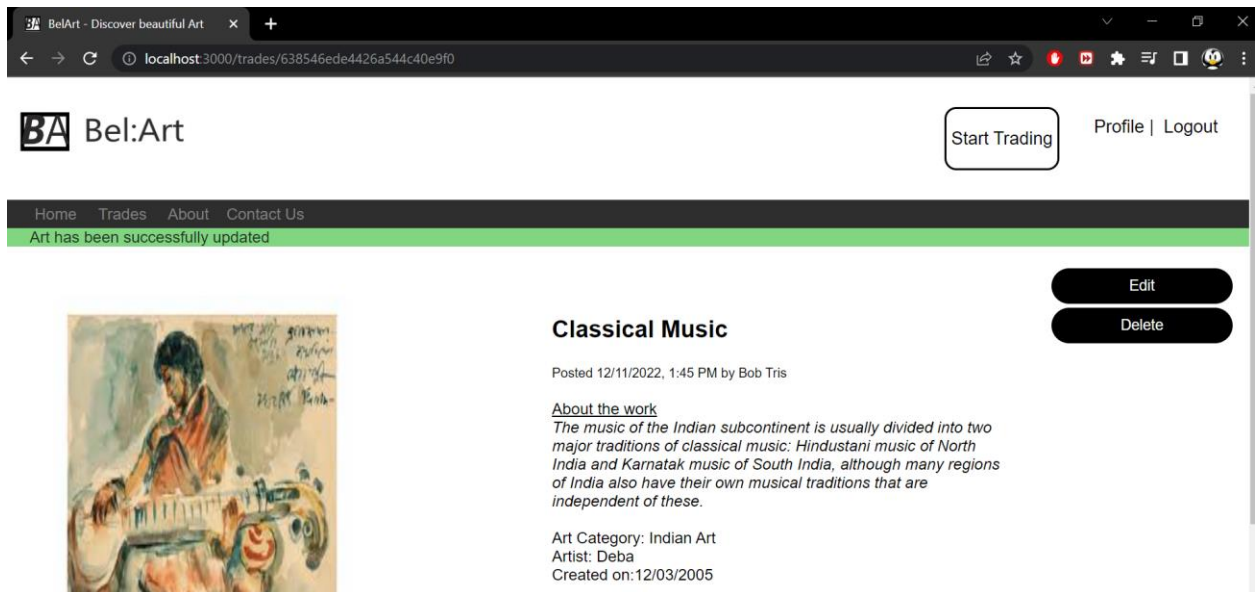 BelArt - Discover beautiful Art
localhost:3000/trades/638546ede4426a544c40e9f0
BA Bel:Art
Start Trading
Profile | Logout
Home Trades About Contact Us
Art has been successfully updated
Edit
Delete
Classical Music
Posted 12/11/2022, 1:45 PM by Bob Tris
About the work
The music of the Indian subcontinent is usually divided into two
major traditions of classical music: Hindustani music of North
India and Karnatak music of South India, although many regions
of India also have their own musical traditions that are
independent of these.
Art Category: Indian Art
Artist: Deba
Created on:12/03/2005